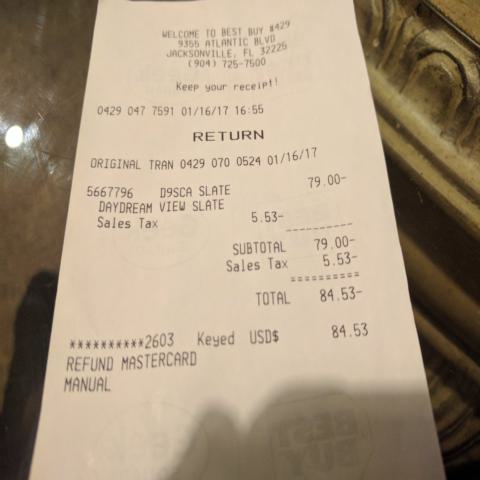 WELCOME TO BEST BUY #429
9355 ATLANTIC BLVD
JACKSONVILLE, FL 32225
(904) 725-7500
Keep your receipt!
0429 047 7591 01/16/17 16:55
RETURN
ORIGINAL TRAN 0429 070 0524 01/16/17
5667796 D9SCA SLATE 79.00-
DAYDREAM VIEW SLATE
Sales Tax 5.53-
----------
SUBTOTAL 79.00-
Sales Tax 5.53-
==========
TOTAL 84.53-
**********2603 Keyed USD$ 84.53
REFUND MASTERCARD
MANUAL
BEST
BUY